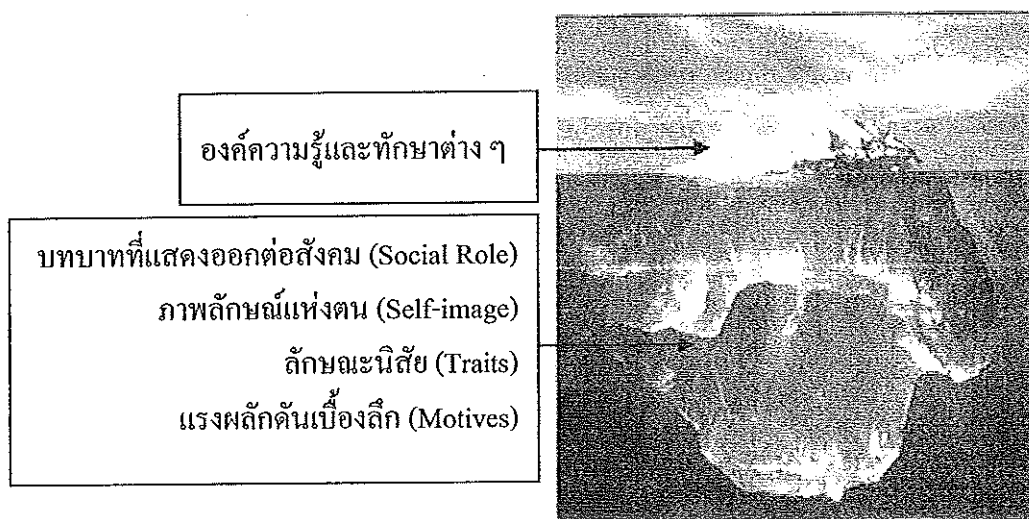 องค์ความรู้และทักษาต่าง ๆ
บทบาทที่แสดงออกต่อสังคม (Social Role)
ภาพลักษณ์แห่งตน (Self-image)
ลักษณะนิสัย (Traits)
แรงผลักดันเบื้องลึก (Motives)